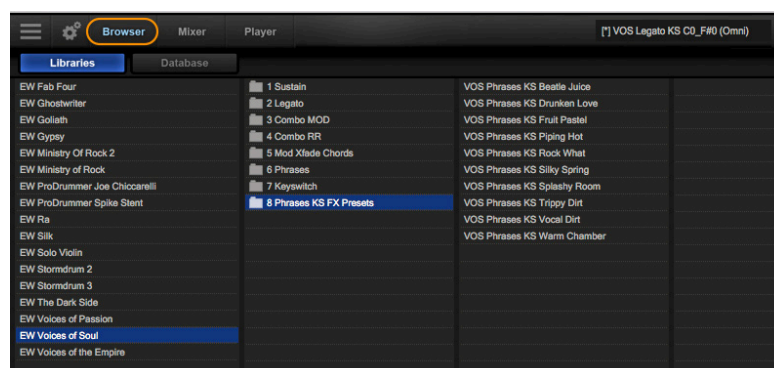 Browser Mixer Player [*] VOS Legato KS C0_F#0 (Omni)
Libraries Database
EW Fab Four
EW Ghostwriter
EW Goliath
EW Gypsy
EW Ministry Of Rock 2
EW Ministry of Rock
EW ProDrummer Joe Chiccarelli
EW ProDrummer Spike Stent
EW Ra
EW Silk
EW Solo Violin
EW Stormdrum 2
EW Stormdrum 3
EW The Dark Side
EW Voices of Passion
EW Voices of Soul
EW Voices of the Empire
1 Sustain
2 Legato
3 Combo MOD
4 Combo RR
5 Mod Xfade Chords
6 Phrases
7 Keyswitch
8 Phrases KS FX Presets
VOS Phrases KS Beatle Juice
VOS Phrases KS Drunken Love
VOS Phrases KS Fruit Pastel
VOS Phrases KS Piping Hot
VOS Phrases KS Rock What
VOS Phrases KS Silky Spring
VOS Phrases KS Splashy Room
VOS Phrases KS Trippy Dirt
VOS Phrases KS Vocal Dirt
VOS Phrases KS Warm Chamber